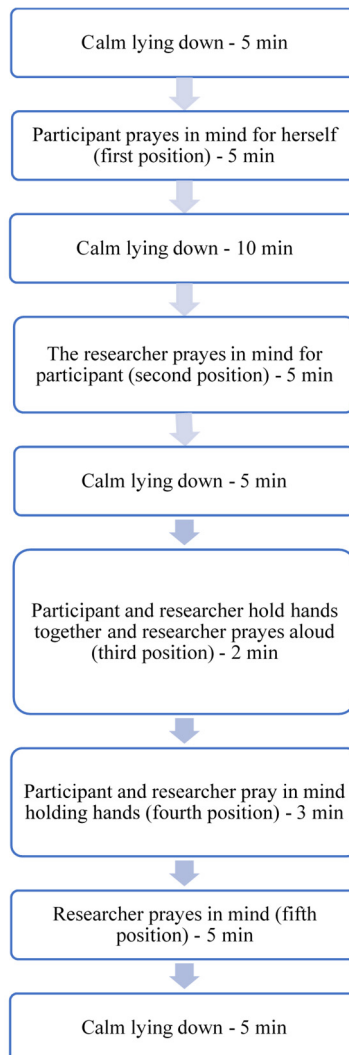 Calm lying down - 5 min
Participant prayes in mind for herself
(first position) - 5 min
Calm lying down - 10 min
The researcher prayes in mind for
participant (second position) - 5 min
Calm lying down - 5 min
Participant and researcher hold hands
together and researcher prayes aloud
(third position) - 2 min
Participant and researcher pray in mind
holding hands (fourth position) - 3 min
Researcher prayes in mind (fifth
position) - 5 min
Calm lying down - 5 min